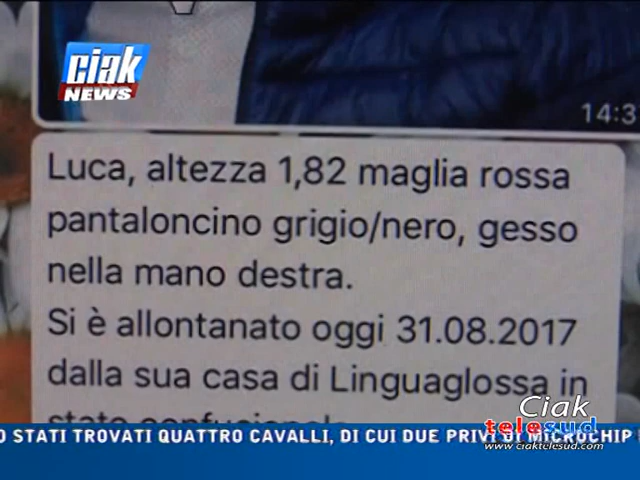 ciak
NEWS
14:3
Luca, altezza 1,82 maglia rossa
pantaloncino grigio/nero, gesso
nella mano destra.
Si è allontanato oggi 31.08.2017
dalla sua casa di Linguaglossa in
Ciak
telesud
www.ciaktelesud.com
O STATI TROVATI QUATTRO CAVALLI, DI CUI DUE PRIVI DI MICROCHIP